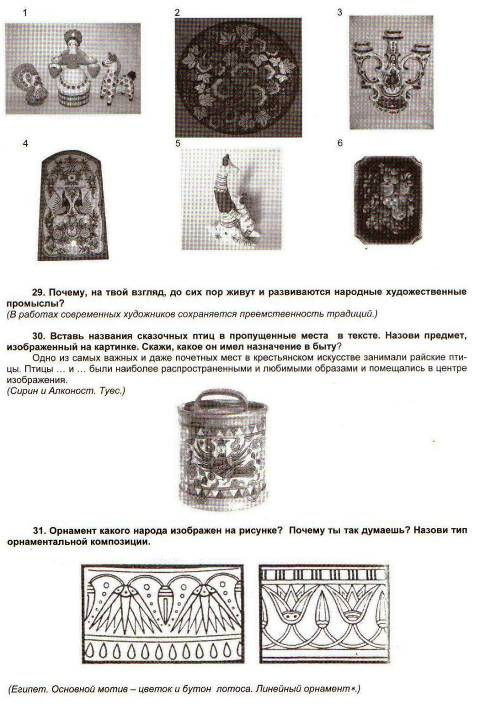 1
2
3
4
5
6
29. Почему, на твой взгляд, до сих пор живут и развиваются народные художественные
промыслы?
(В работах современных художников сохраняется преемственность традиций.)
30. Вставь названия сказочных птиц в пропущенные места в тексте. Назови предмет,
изображенный на картинке. Скажи, какое он имел назначение в быту?
Одно из самых важных и даже почетных мест в крестьянском искусстве занимали райские пти-
цы. Птицы … и … были наиболее распространенными и любимыми образами и помещались в центре
изображения.
(Сирин и Алконост. Туес.)
31. Орнамент какого народа изображен на рисунке? Почему ты так думаешь? Назови тип
орнаментальной композиции.
(Египет. Основной мотив – цветок и бутон лотоса. Линейный орнамент.)